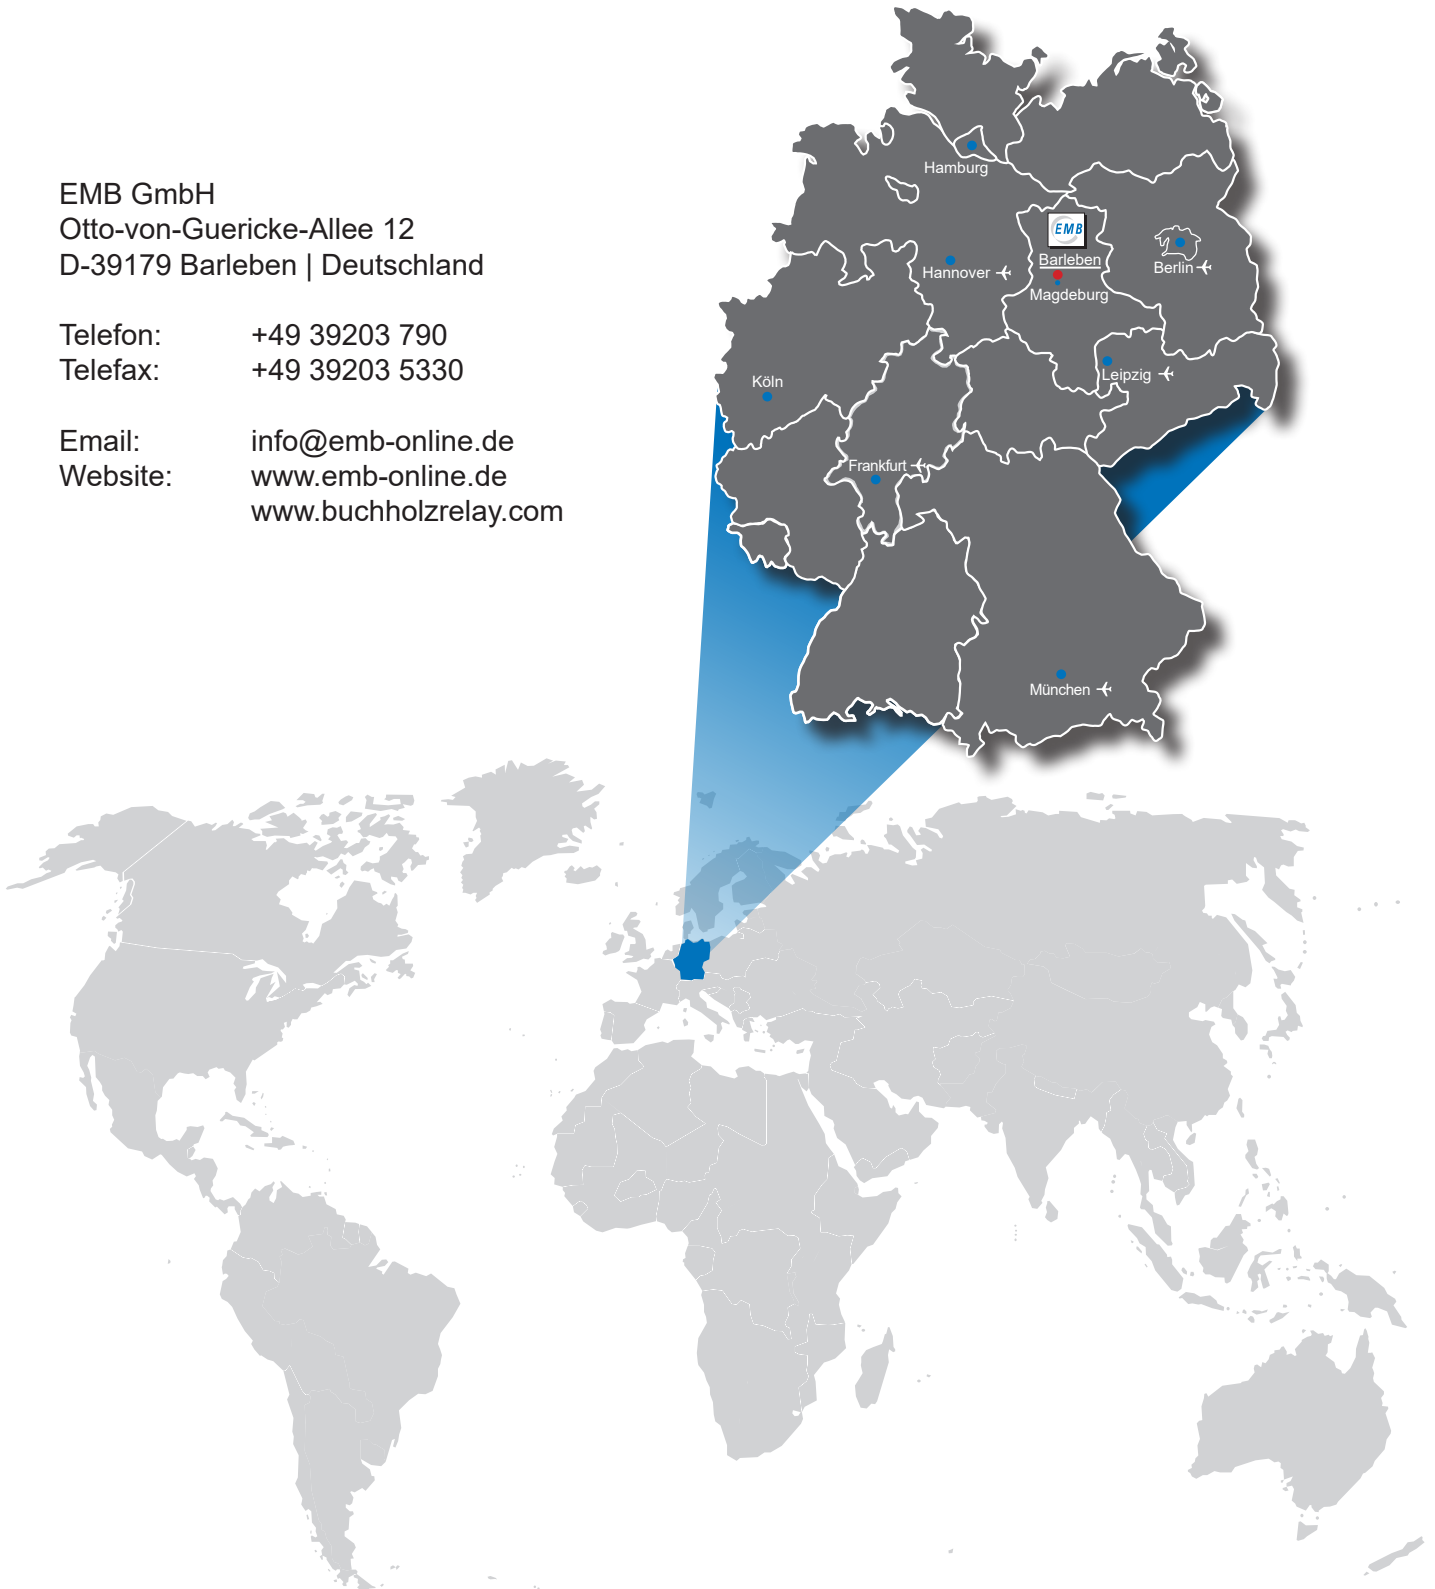 EMB GmbH
Otto-von-Guericke-Allee 12
D-39179 Barleben | Deutschland
Telefon: +49 39203 790
Telefax: +49 39203 5330
Email: info@emb-online.de
Website: www.emb-online.de
www.buchholzrelay.com
Hamburg
EMB
Barleben
Berlin
Hannover
Magdeburg
Leipzig
Köln
Frankfurt
München